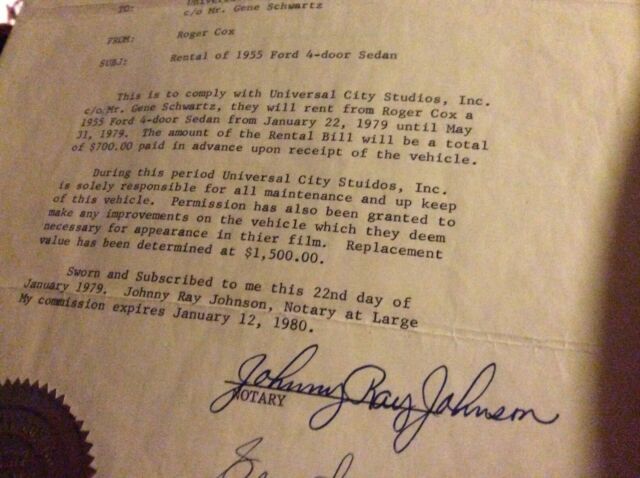 TO:
c/o Mr. Gene Schwartz
FROM: Roger Cox
SUBJ: Rental of 1955 Ford 4-door Sedan
This is to comply with Universal City Studios, Inc.
c/o Mr. Gene Schwartz, they will rent from Roger Cox a
1955 Ford 4-door Sedan from January 22, 1979 until May
31, 1979. The amount of the Rental Bill will be a total
of $700.00 paid in advance upon receipt of the vehicle.
During this period Universal City Stuidos, Inc.
is solely responsible for all maintenance and up keep
of this vehicle. Permission has also been granted to
make any improvements on the vehicle which they deem
necessary for appearance in thier film. Replacement
value has been determined at $1,500.00.
Sworn and Subscribed to me this 22nd day of
January 1979. Johnny Ray Johnson, Notary at Large
My commission expires January 12, 1980.
Johnny Ray Johnson
NOTARY